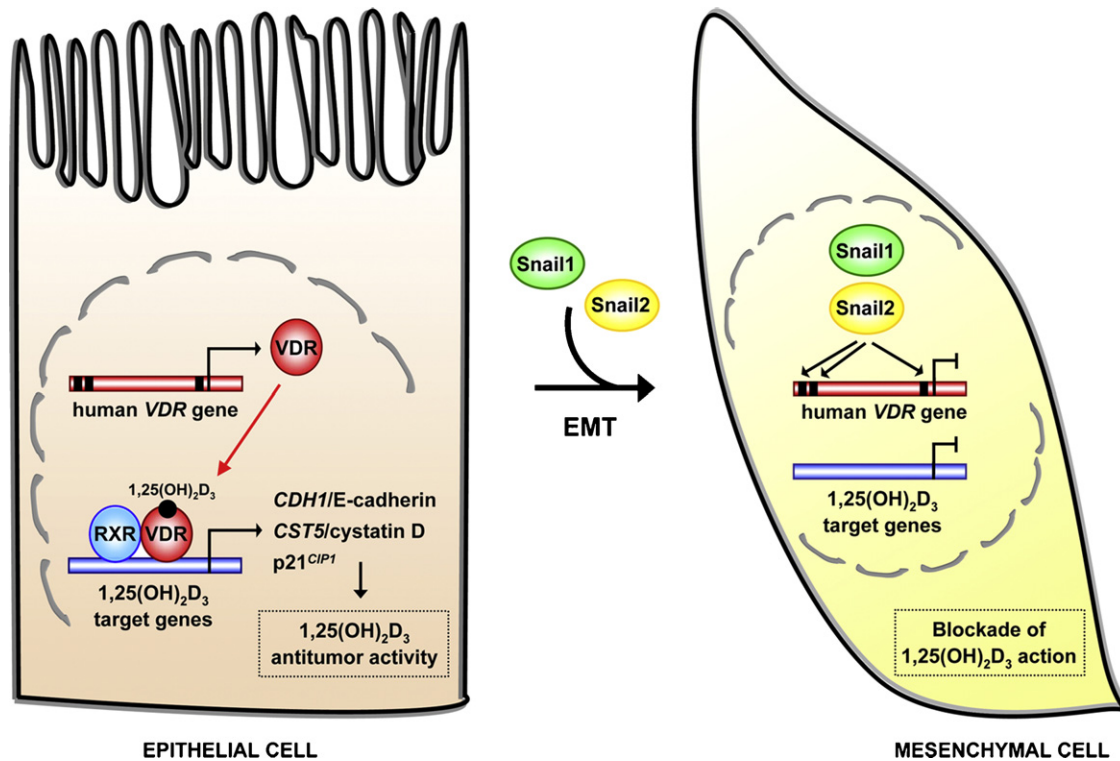 VDR
human VDR gene
1,25(OH)₂D₃
RXR
VDR
CDH1/E-cadherin
CST5/cystatin D
p21ᶜᴵᴾ¹
1,25(OH)₂D₃
target genes
1,25(OH)₂D₃
antitumor activity
EPITHELIAL CELL
Snail1
Snail2
EMT
Snail1
Snail2
human VDR gene
1,25(OH)₂D₃
target genes
Blockade of
1,25(OH)₂D₃ action
MESENCHYMAL CELL